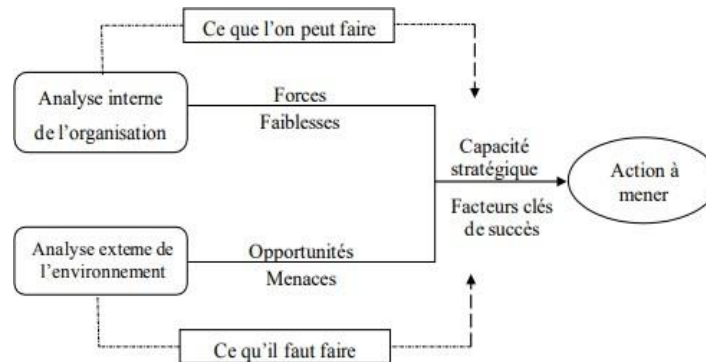 Ce que l'on peut faire
Analyse interne
de l'organisation
Forces
Faiblesses
Capacité
stratégique
Facteurs clés
de succès
Action à
mener
Analyse externe de
l'environnement
Opportunités
Menaces
Ce qu'il faut faire